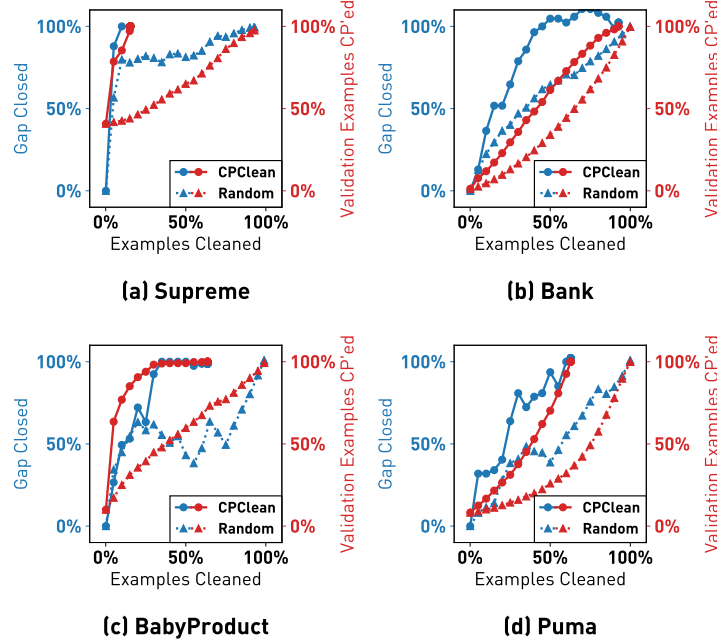 100%
50%
0%
Gap Closed
100%
50%
0%
Validation Examples CP'ed
CPClean
Random
0% 50% 100%
Examples Cleaned
(a) Supreme
100%
50%
0%
Gap Closed
100%
50%
0%
Validation Examples CP'ed
CPClean
Random
0% 50% 100%
Examples Cleaned
(b) Bank
100%
50%
0%
Gap Closed
100%
50%
0%
Validation Examples CP'ed
CPClean
Random
0% 50% 100%
Examples Cleaned
(c) BabyProduct
100%
50%
0%
Gap Closed
100%
50%
0%
Validation Examples CP'ed
CPClean
Random
0% 50% 100%
Examples Cleaned
(d) Puma